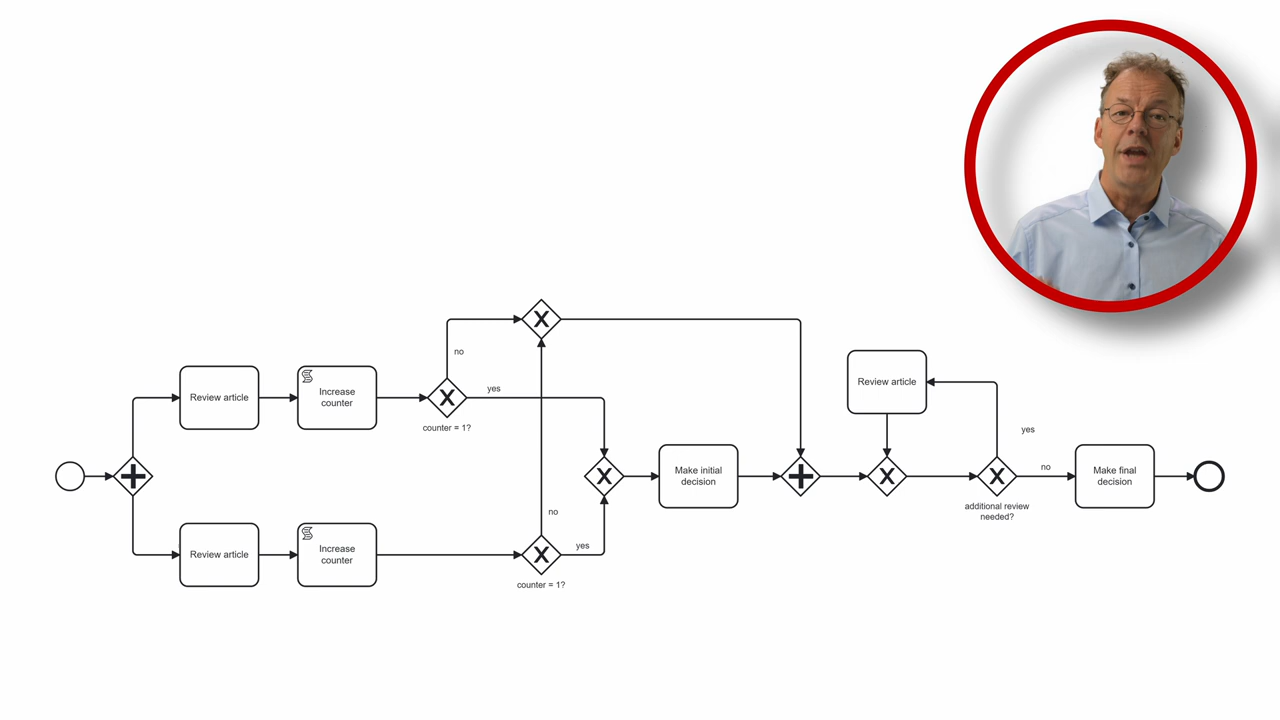 no
yes
Review article
Increase
counter
counter = 1?
Review article
yes
Make initial
decision
no
Make final
decision
additional review
needed?
no
yes
Review article
Increase
counter
counter = 1?